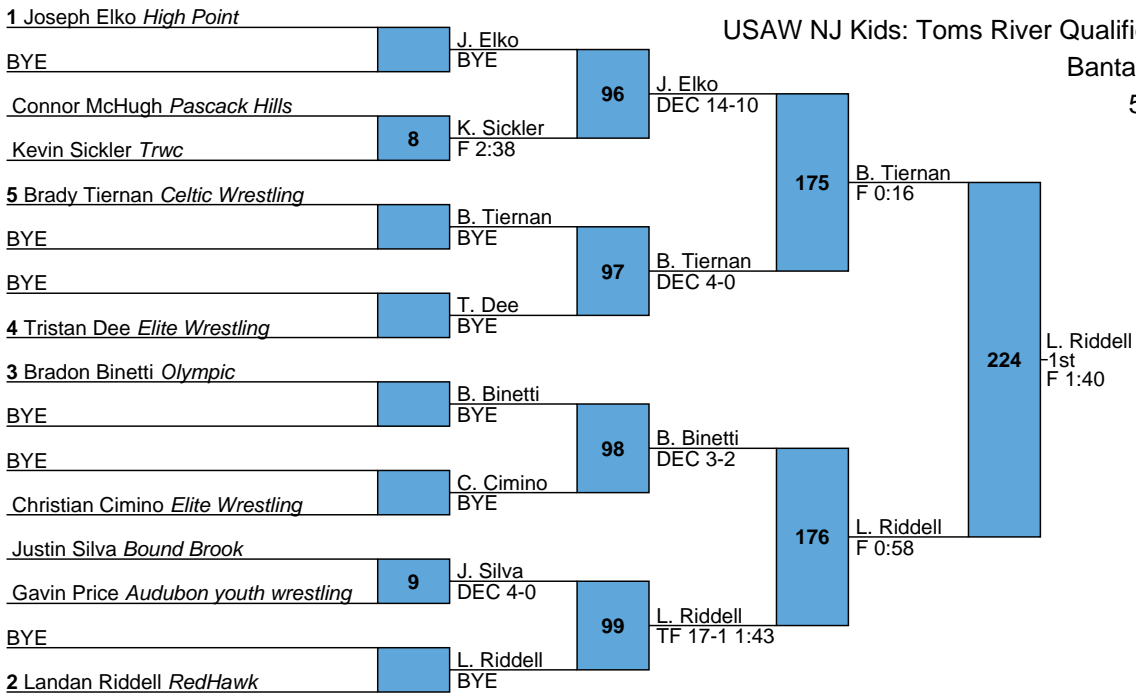 USAW NJ Kids: Toms River Qualifi
Banta
5
1 Joseph Elko High Point
BYE
Connor McHugh Pascack Hills
Kevin Sickler Trwc
5 Brady Tiernan Celtic Wrestling
BYE
BYE
4 Tristan Dee Elite Wrestling
3 Bradon Binetti Olympic
BYE
BYE
Christian Cimino Elite Wrestling
Justin Silva Bound Brook
Gavin Price Audubon youth wrestling
BYE
2 Landan Riddell RedHawk
8
9
J. Elko
BYE
K. Sickler
F 2:38
B. Tiernan
BYE
T. Dee
BYE
B. Binetti
BYE
C. Cimino
BYE
J. Silva
DEC 4-0
L. Riddell
BYE
96
97
98
99
J. Elko
DEC 14-10
B. Tiernan
DEC 4-0
B. Binetti
DEC 3-2
L. Riddell
TF 17-1 1:43
175
176
B. Tiernan
F 0:16
L. Riddell
F 0:58
224
L. Riddell
1st
F 1:40